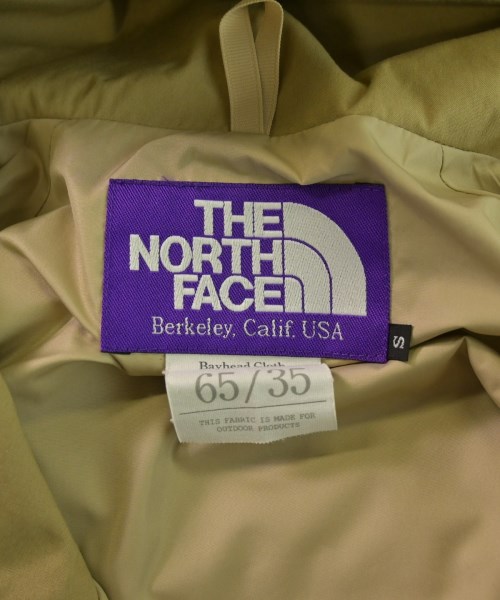 THE
NORTH
FACE
Berkeley, Calif. USA
S
Bayhead Cloth
65/35
THIS FABRIC IS MADE FOR
OUTDOOR PRODUCTS